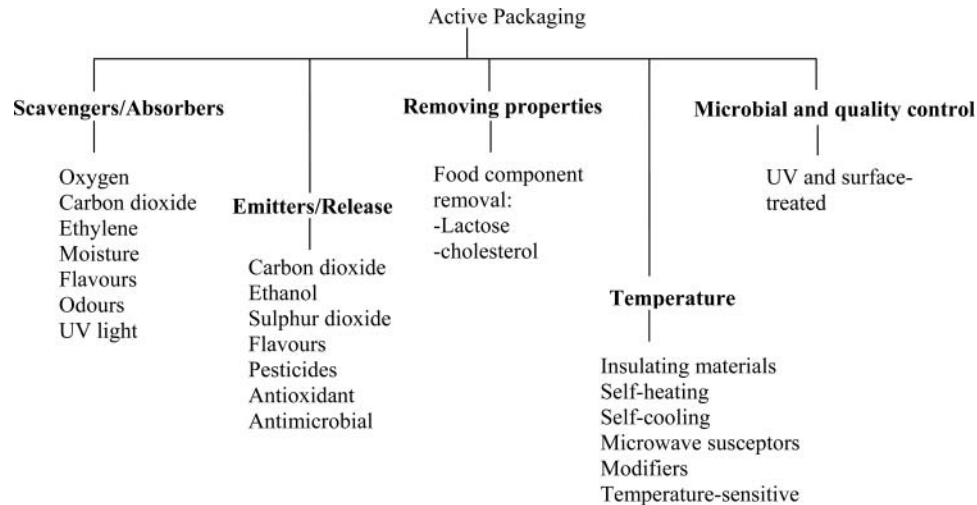 Active Packaging
Scavengers/Absorbers
Oxygen
Carbon dioxide
Ethylene
Moisture
Flavours
Odours
UV light
Emitters/Release
Carbon dioxide
Ethanol
Sulphur dioxide
Flavours
Pesticides
Antioxidant
Antimicrobial
Removing properties
Food component
removal:
-Lactose
-cholesterol
Temperature
Insulating materials
Self-heating
Self-cooling
Microwave susceptors
Modifiers
Temperature-sensitive
Microbial and quality control
UV and surface-
treated